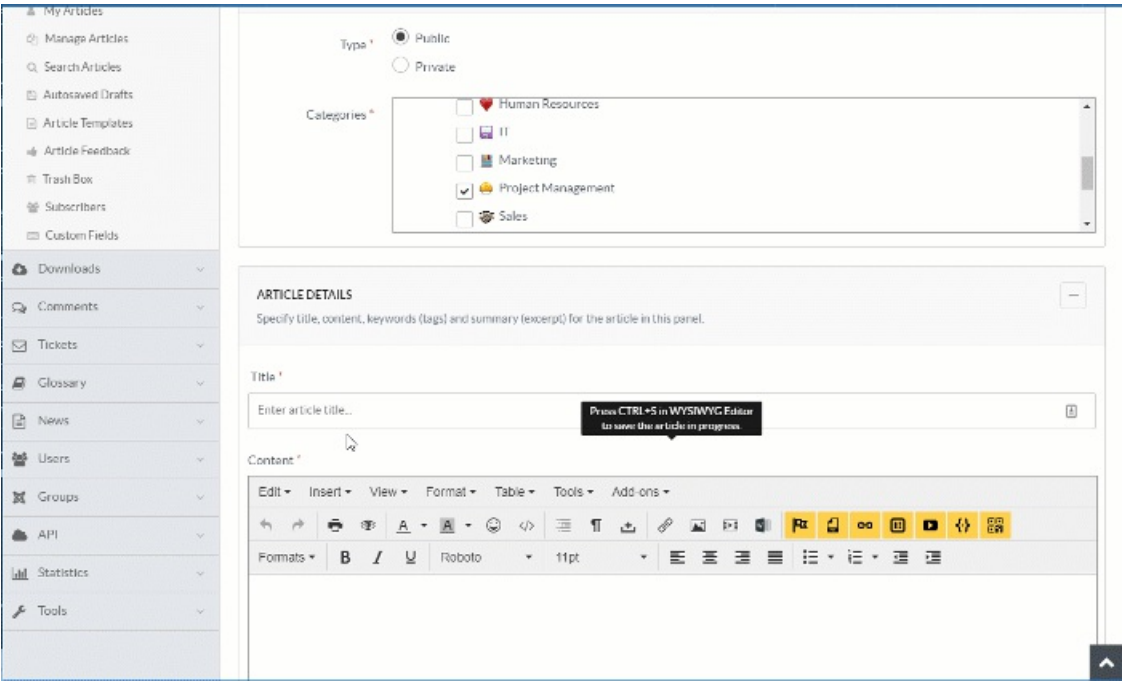 My Articles
Manage Articles
Search Articles
Autosaved Drafts
Article Templates
Article Feedback
Trash Box
Subscribers
Custom Fields
Downloads
Comments
Tickets
Glossary
News
Users
Groups
API
Statistics
Tools
Type *
Public
Private
Categories *
Human Resources
IT
Marketing
Project Management
Sales
ARTICLE DETAILS
Specify title, content, keywords (tags) and summary (excerpt) for the article in this panel.
Title *
Enter article title...
Press CTRL+S in WYSIWYG Editor
to save the article in progress.
Content *
Edit Insert View Format Table Tools Add-ons
Formats B I U Roboto 11pt